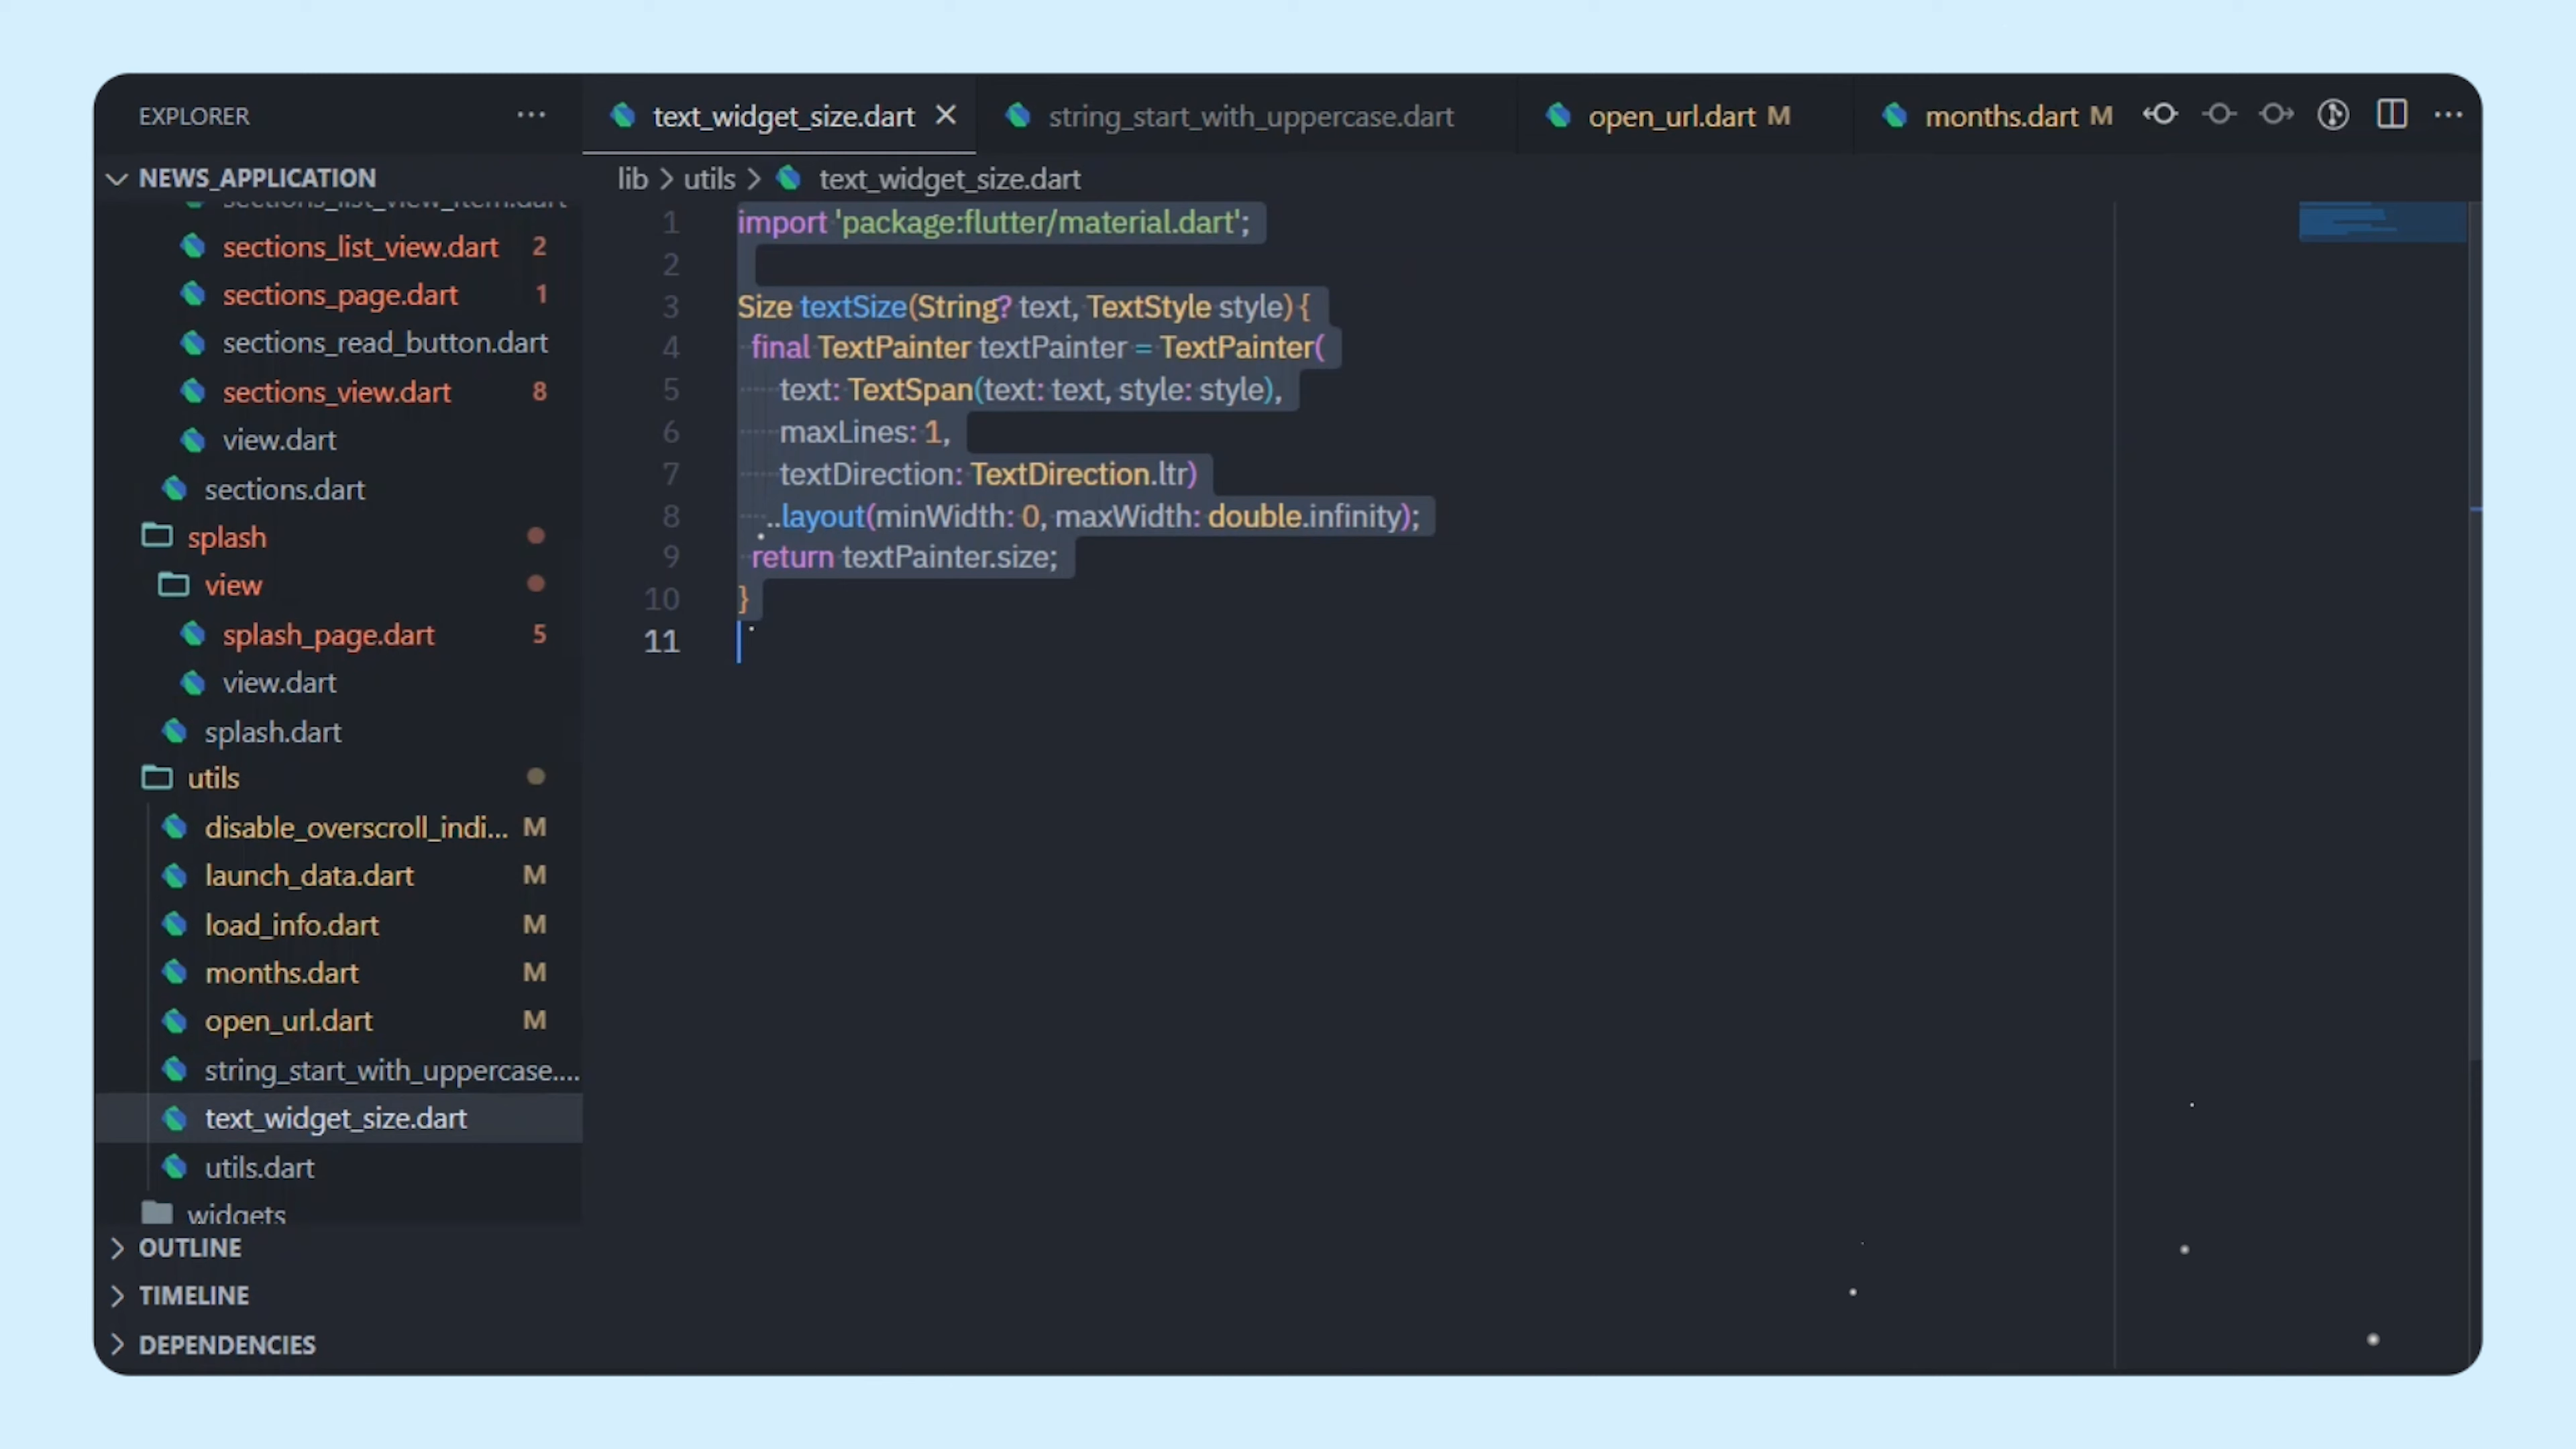 EXPLORER
NEWS_APPLICATION
sections_list_view_item.dart
sections_list_view.dart 2
sections_page.dart 1
sections_read_button.dart
sections_view.dart 8
view.dart
sections.dart
splash
view
splash_page.dart 5
view.dart
splash.dart
utils
disable_overscroll_indi... M
launch_data.dart M
load_info.dart M
months.dart M
open_url.dart M
string_start_with_uppercase....
text_widget_size.dart
utils.dart
widgets
OUTLINE
TIMELINE
DEPENDENCIES
text_widget_size.dart
string_start_with_uppercase.dart
open_url.dart M
months.dart M
lib > utils > text_widget_size.dart
1 import 'package:flutter/material.dart';
2
3 Size textSize(String? text, TextStyle style) {
4 final TextPainter textPainter = TextPainter(
5 text: TextSpan(text: text, style: style),
6 maxLines: 1,
7 textDirection: TextDirection.ltr)
8 ..layout(minWidth: 0, maxWidth: double.infinity);
9 return textPainter.size;
10 }
11